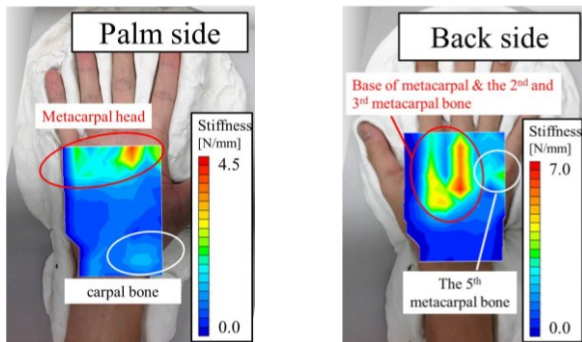 Palm side
Metacarpal head
Stiffness
[N/mm]
4.5
0.0
carpal bone
Back side
Base of metacarpal & the 2nd and
3rd metacarpal bone
Stiffness
[N/mm]
7.0
0.0
The 5th
metacarpal bone